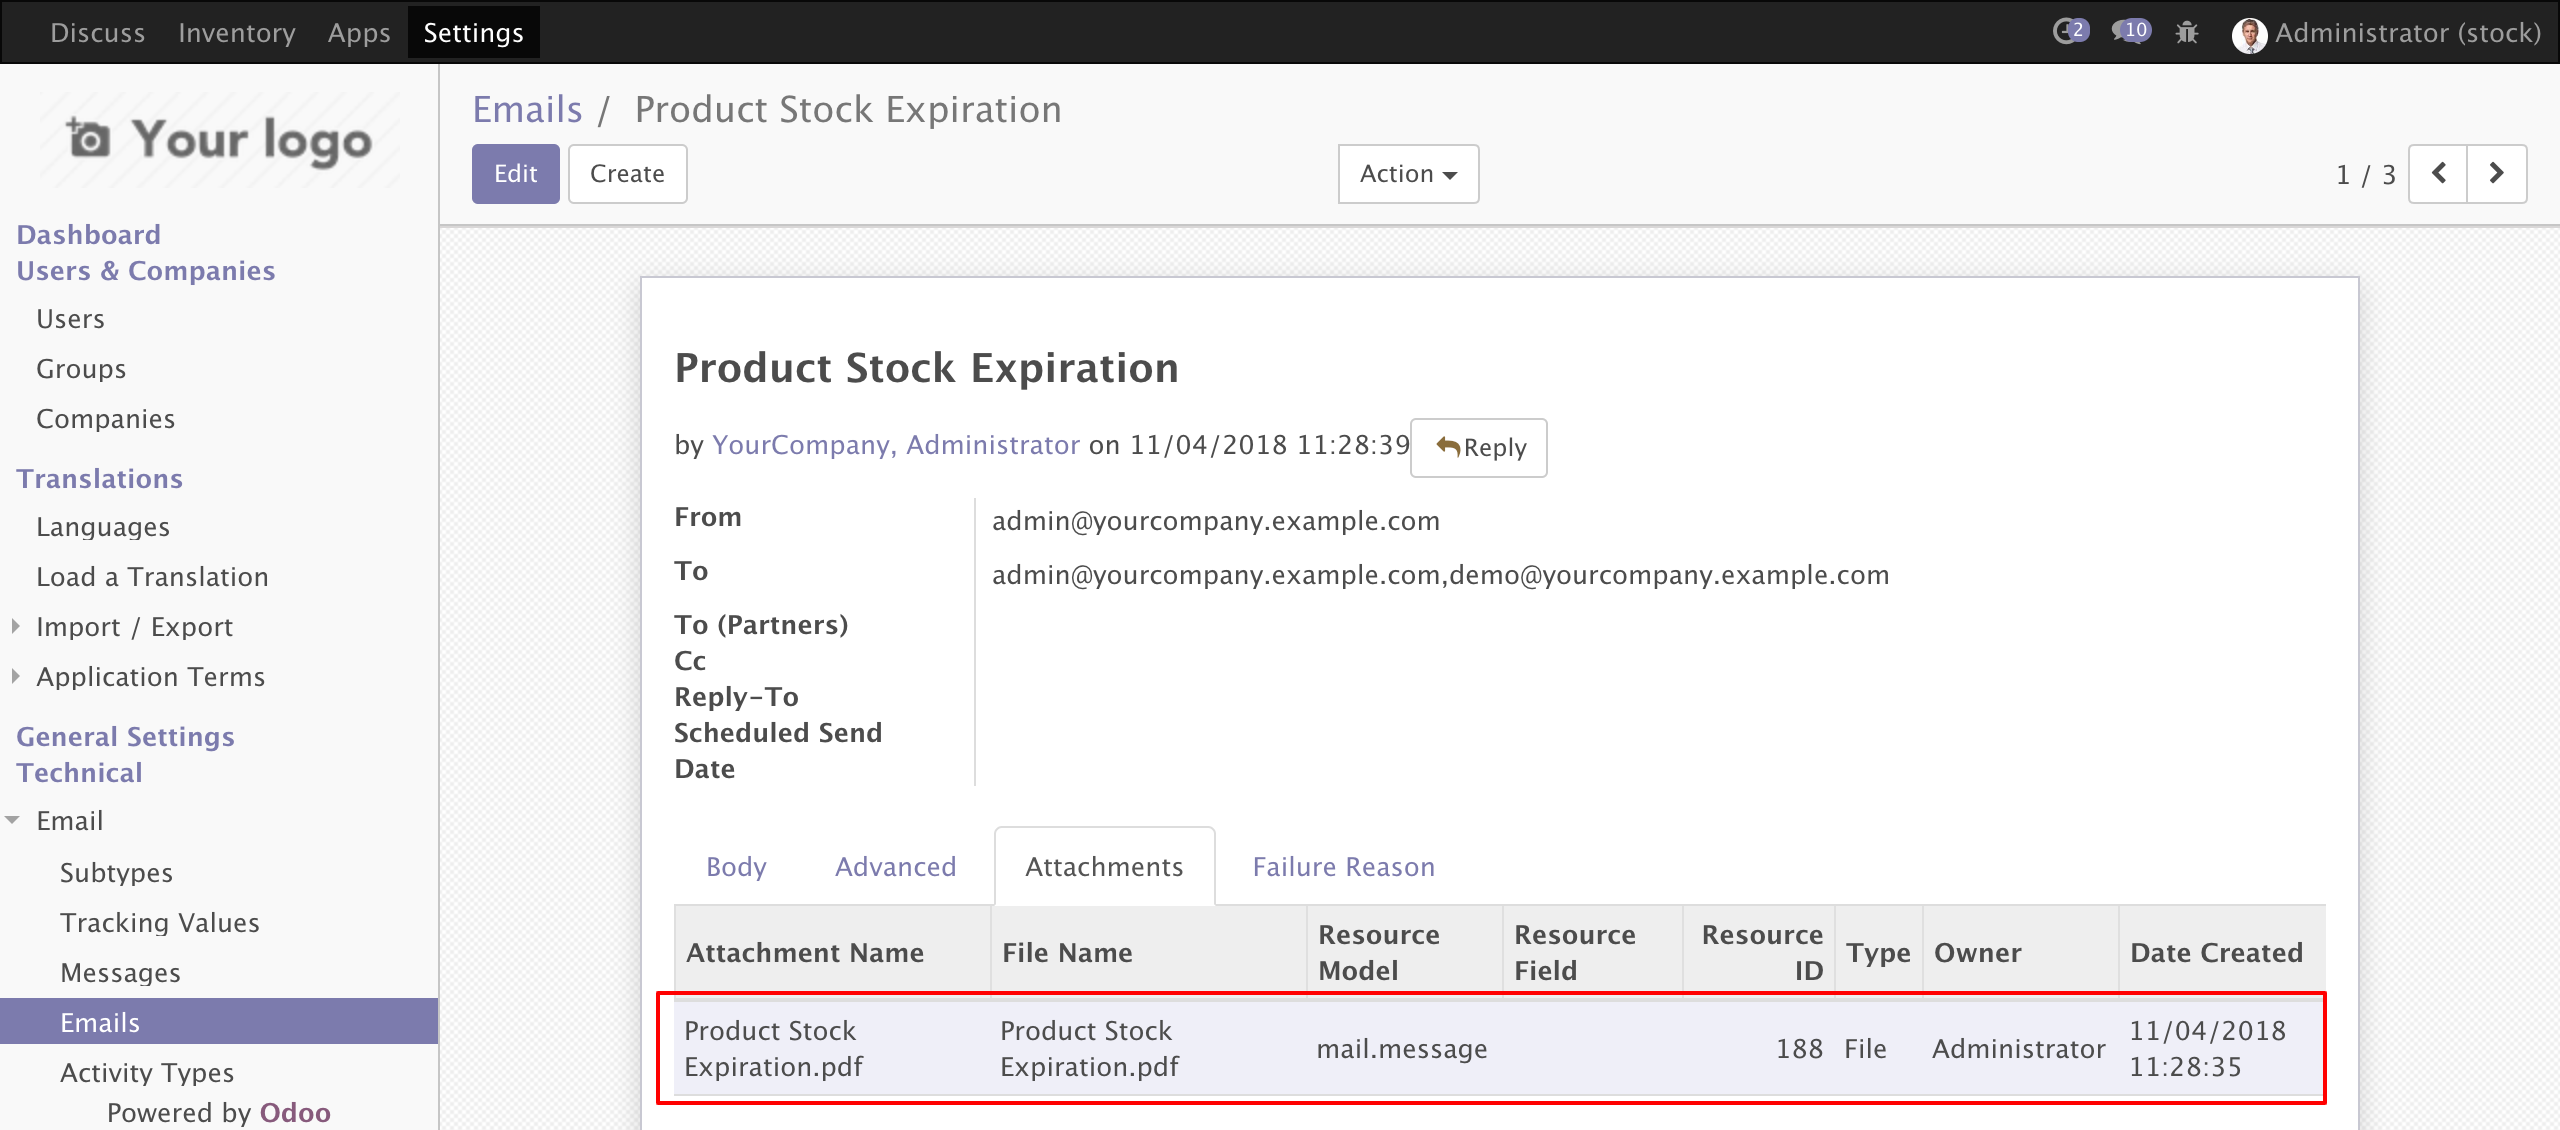 Discuss Inventory Apps Settings 2 10 Administrator (stock)
Your logo
Dashboard
Users & Companies
Users
Groups
Companies
Translations
Languages
Load a Translation
Import / Export
Application Terms
General Settings
Technical
Email
Subtypes
Tracking Values
Messages
Emails
Activity Types
Powered by Odoo
Emails / Product Stock Expiration
Edit Create Action 1 / 3
Product Stock Expiration
by YourCompany, Administrator on 11/04/2018 11:28:39 Reply
From admin@yourcompany.example.com
To admin@yourcompany.example.com,demo@yourcompany.example.com
To (Partners)
Cc
Reply-To
Scheduled Send
Date
Body Advanced Attachments Failure Reason
Attachment Name File Name Resource Model Resource Field Resource ID Type Owner Date Created
Product Stock Expiration.pdf Product Stock Expiration.pdf mail.message 188 File Administrator 11/04/2018 11:28:35